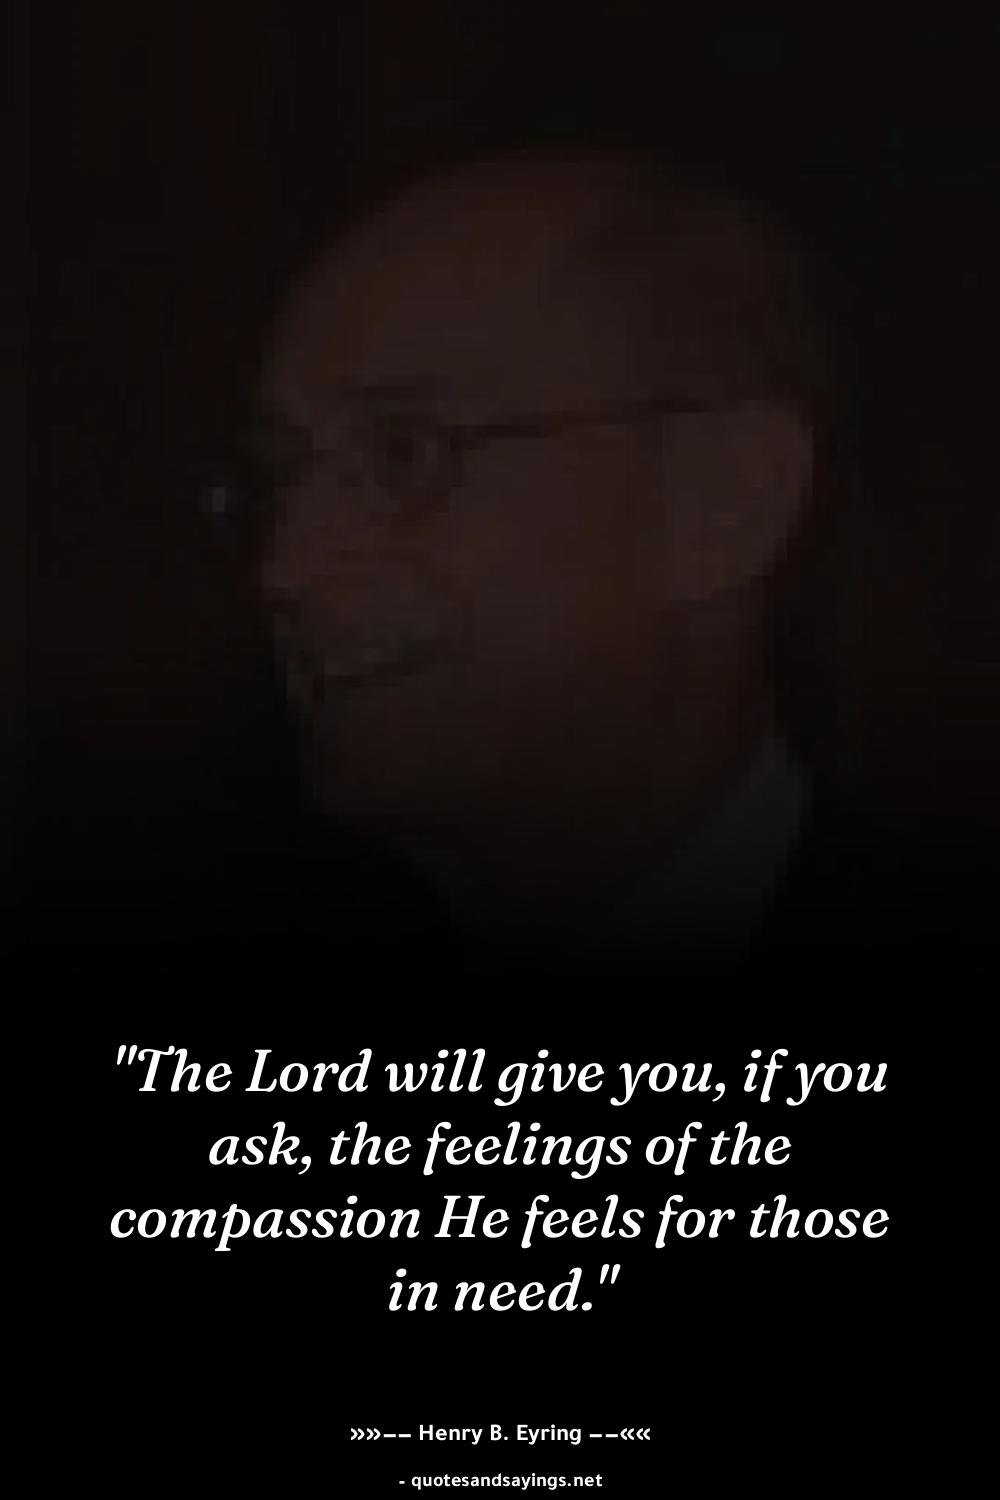 "The Lord will give you, if you
ask, the feelings of the
compassion He feels for those
in need."
»»−− Henry B. Eyring −−««
- quotesandsayings.net